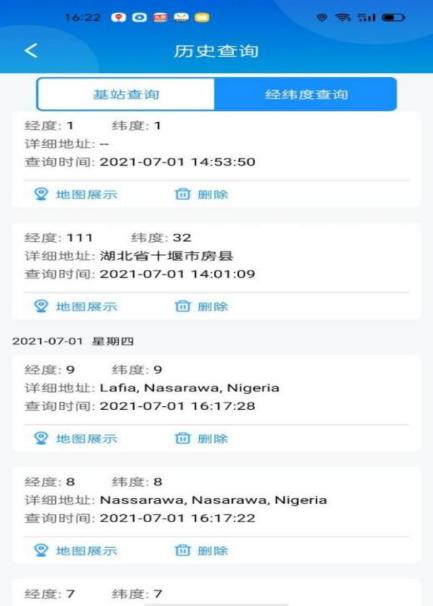 16:22
历史查询
基站查询 经纬度查询
经度: 1 纬度: 1
详细地址: --
查询时间: 2021-07-01 14:53:50
地图展示 删除
经度: 111 纬度: 32
详细地址: 湖北省十堰市房县
查询时间: 2021-07-01 14:01:09
地图展示 删除
2021-07-01 星期四
经度: 9 纬度: 9
详细地址: Lafia, Nasarawa, Nigeria
查询时间: 2021-07-01 16:17:28
地图展示 删除
经度: 8 纬度: 8
详细地址: Nassarawa, Nasarawa, Nigeria
查询时间: 2021-07-01 16:17:22
地图展示 删除
经度: 7 纬度: 7